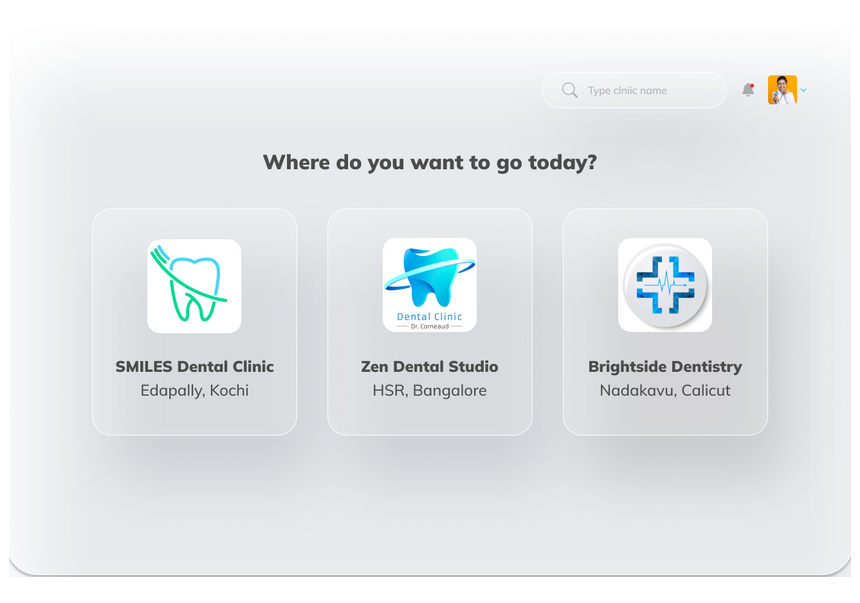 Type clniic name
Where do you want to go today?
Dental Clinic
Dr. Corneaud
SMILES Dental Clinic
Edapally, Kochi
Zen Dental Studio
HSR, Bangalore
Brightside Dentistry
Nadakavu, Calicut